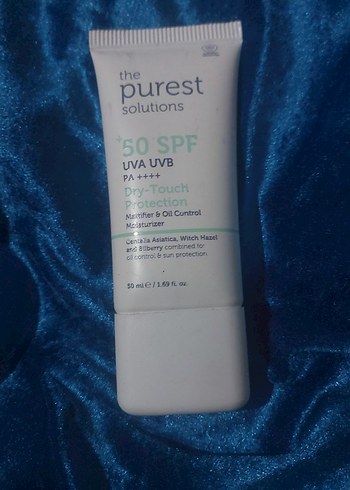 the
purest
solutions
+50 SPF
UVA UVB
PA ++++
Dry-Touch
Protection
Mattifier & Oil Control
Moisturizer
Centella Asiatica, Witch Hazel
and Bilberry combined for
oil control & sun protection.
50 ml ℮ / 1.69 fl. oz.